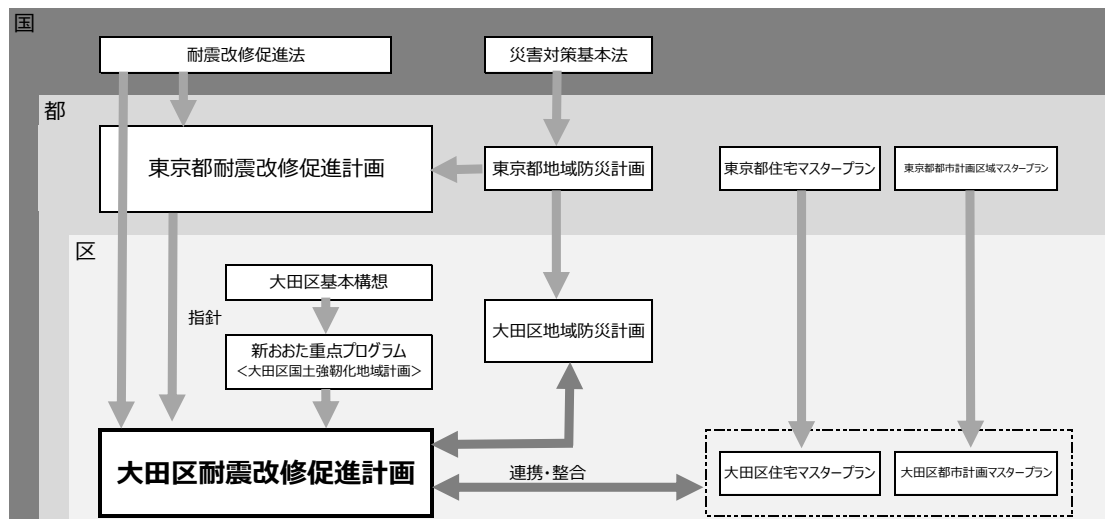 国
耐震改修促進法
災害対策基本法
都
東京都耐震改修促進計画
東京都地域防災計画
東京都住宅マスタープラン
東京都都市計画区域マスタープラン
区
大田区基本構想
指針
大田区地域防災計画
新おおた重点プログラム
＜大田区国土強靭化地域計画＞
大田区耐震改修促進計画
連携・整合
大田区住宅マスタープラン
大田区都市計画マスタープラン